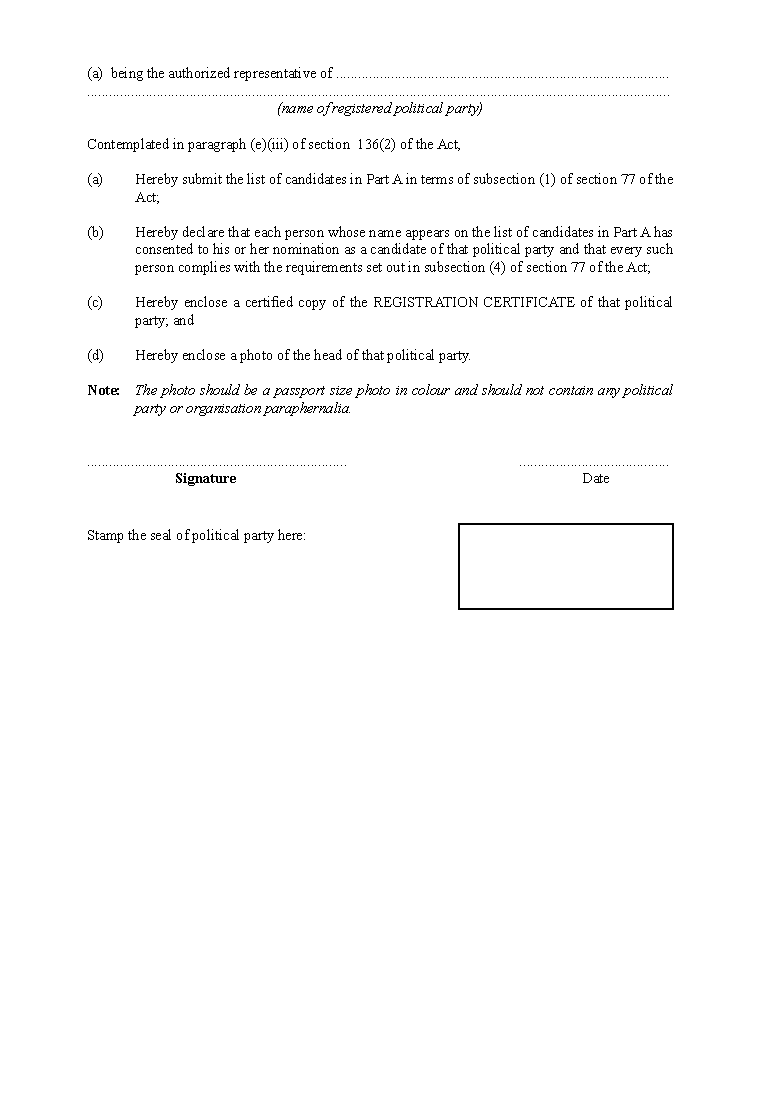 (a) being the authorized representative of ...........................................................................................
................................................................................................................................................................
(name of registered political party)
Contemplated in paragraph (e)(iii) of section 136(2) of the Act,
(a) Hereby submit the list of candidates in Part A in terms of subsection (1) of section 77 of the
Act;
(b) Hereby declare that each person whose name appears on the list of candidates in Part A has
consented to his or her nomination as a candidate of that political party and that every such
person complies with the requirements set out in subsection (4) of section 77 of the Act;
(c) Hereby enclose a certified copy of the REGISTRATION CERTIFICATE of that political
party; and
(d) Hereby enclose a photo of the head of that political party.
Note: The photo should be a passport size photo in colour and should not contain any political
party or organisation paraphernalia.
....................................................................... .........................................
Signature Date
Stamp the seal of political party here: